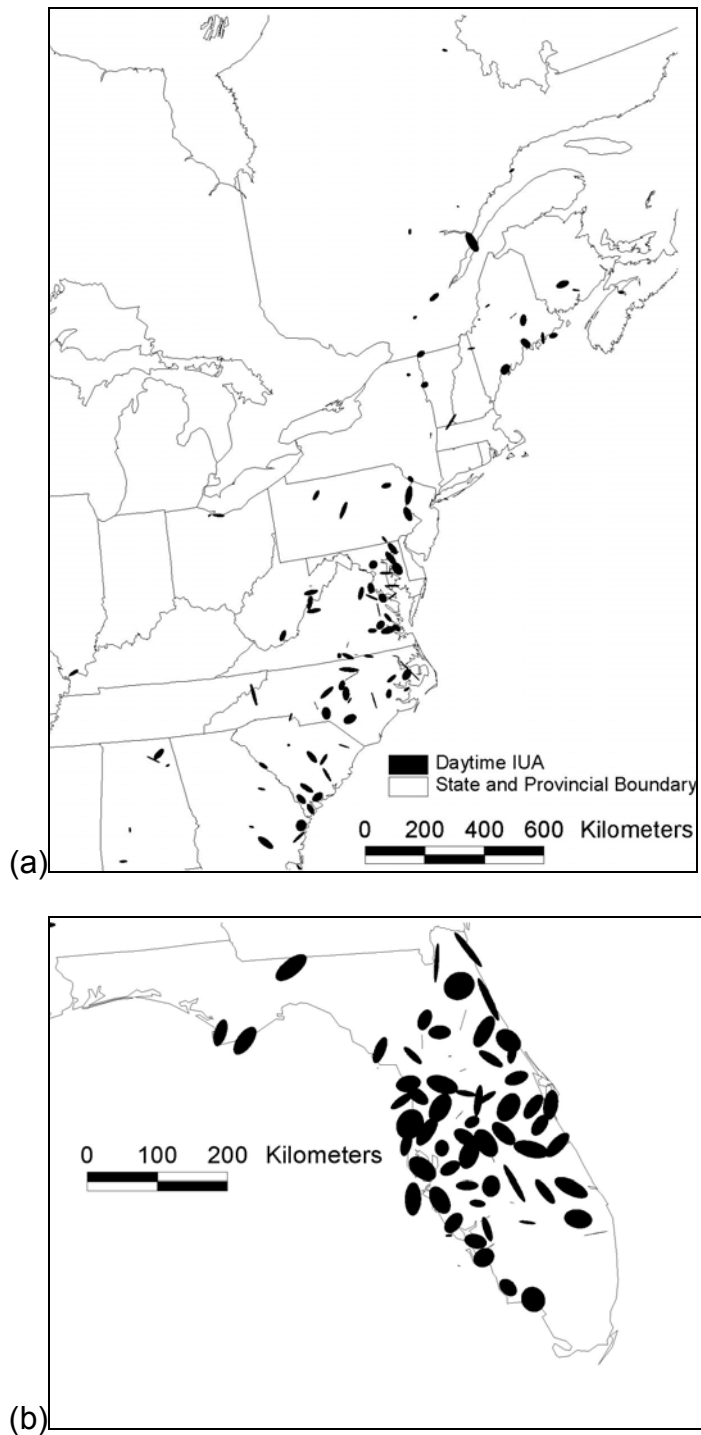 Daytime IUA
State and Provincial Boundary
0 200 400 600 Kilometers
(a)
0 100 200 Kilometers
(b)